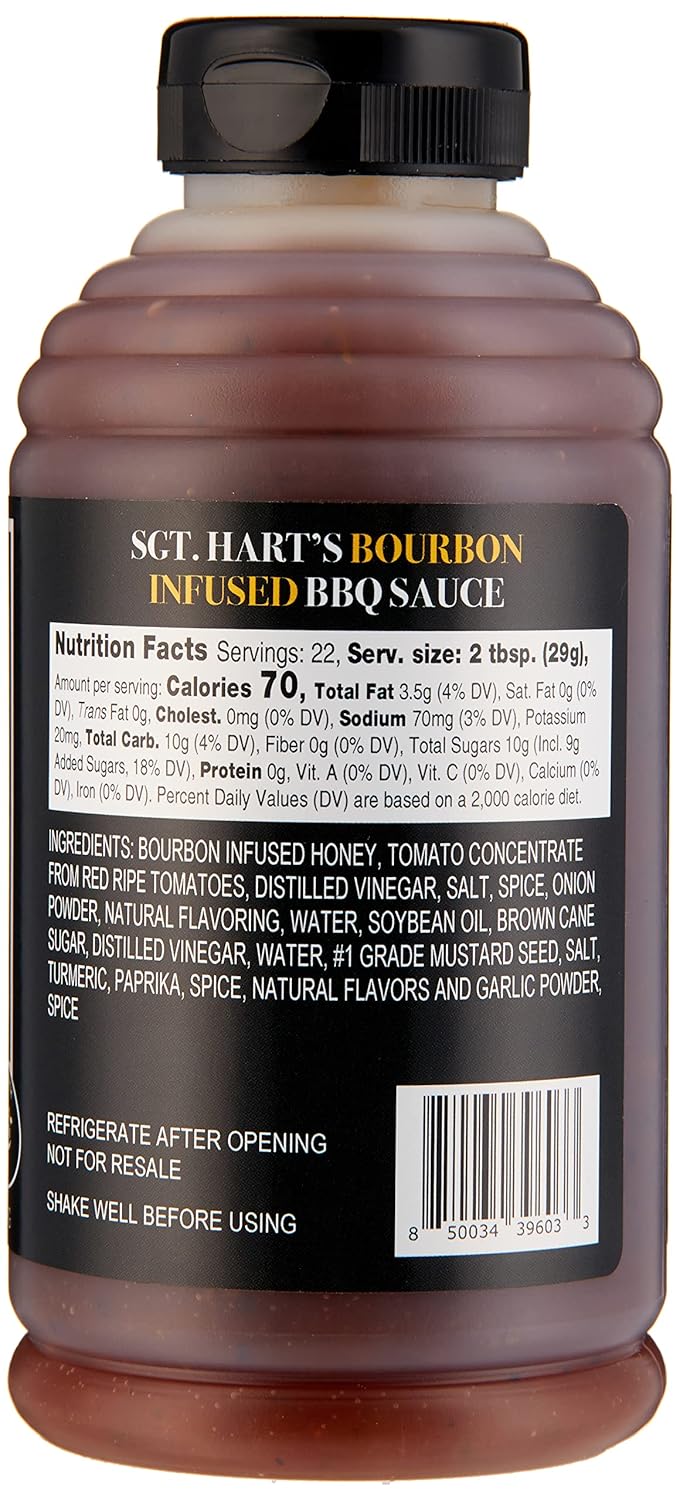 SGT. HART'S BOURBON
INFUSED BBQ SAUCE
Nutrition Facts Servings: 22, Serv. size: 2 tbsp. (29g),
Amount per serving: Calories 70, Total Fat 3.5g (4% DV), Sat. Fat 0g (0%
DV), Trans Fat 0g, Cholest. 0mg (0% DV), Sodium 70mg (3% DV), Potassium
20mg, Total Carb. 10g (4% DV), Fiber 0g (0% DV), Total Sugars 10g (Incl. 9g
Added Sugars, 18% DV), Protein 0g, Vit. A (0% DV), Vit. C (0% DV), Calcium (0%
DV), Iron (0% DV). Percent Daily Values (DV) are based on a 2,000 calorie diet.
INGREDIENTS: BOURBON INFUSED HONEY, TOMATO CONCENTRATE
FROM RED RIPE TOMATOES, DISTILLED VINEGAR, SALT, SPICE, ONION
POWDER, NATURAL FLAVORING, WATER, SOYBEAN OIL, BROWN CANE
SUGAR, DISTILLED VINEGAR, WATER, #1 GRADE MUSTARD SEED, SALT,
TURMERIC, PAPRIKA, SPICE, NATURAL FLAVORS AND GARLIC POWDER,
SPICE
REFRIGERATE AFTER OPENING
NOT FOR RESALE
SHAKE WELL BEFORE USING
8 50034 39603 3